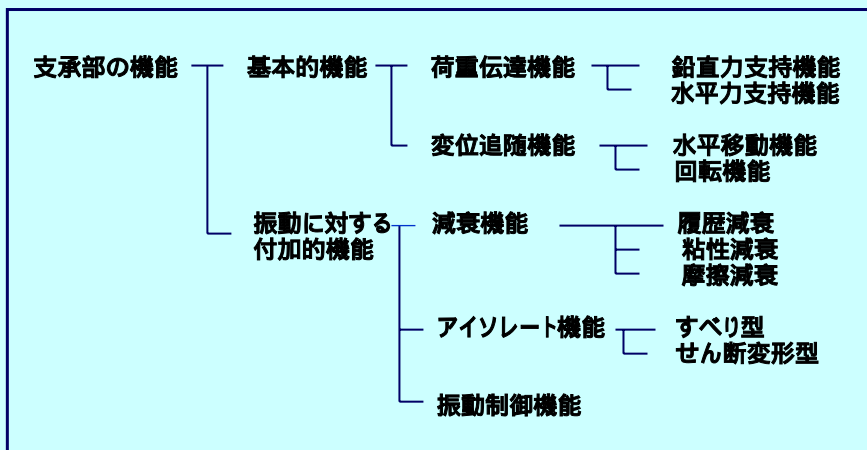 支承部の機能
基本的機能
荷重伝達機能
鉛直力支持機能
水平力支持機能
変位追随機能
水平移動機能
回転機能
振動に対する
付加的機能
減衰機能
履歴減衰
粘性減衰
摩擦減衰
アイソレート機能
すべり型
せん断変形型
振動制御機能